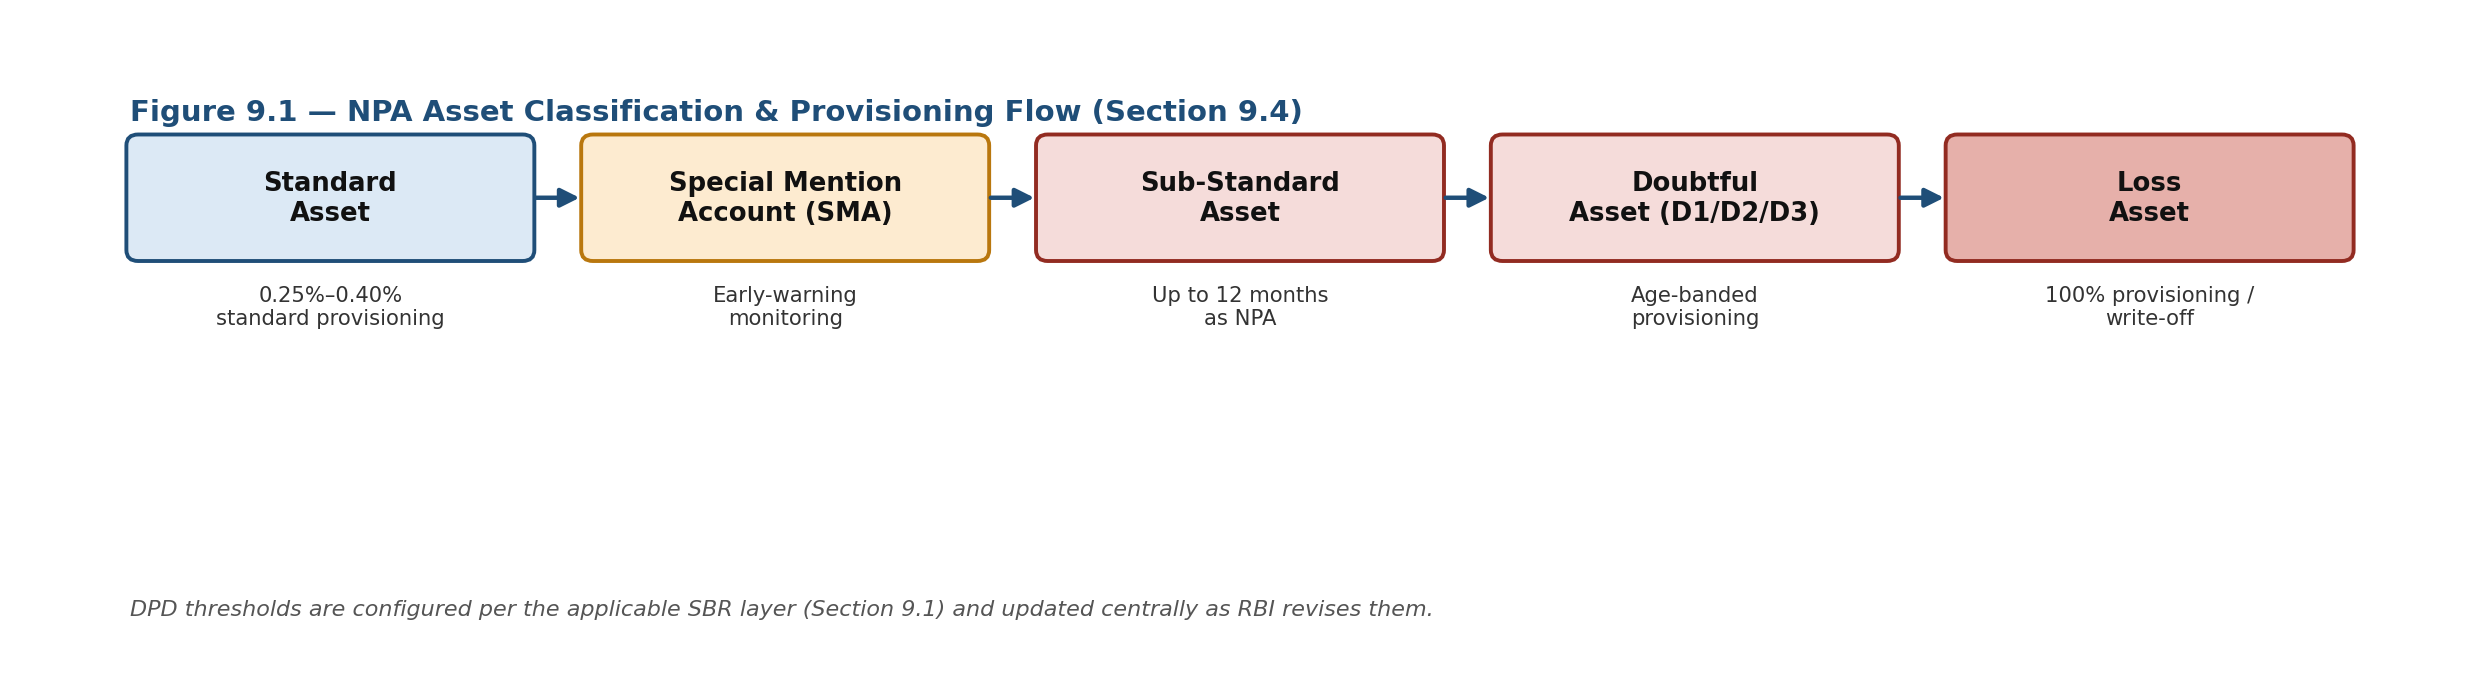 Figure 9.1 — NPA Asset Classification & Provisioning Flow (Section 9.4)
Standard
Asset
0.25%–0.40%
standard provisioning
Special Mention
Account (SMA)
Early-warning
monitoring
Sub-Standard
Asset
Up to 12 months
as NPA
Doubtful
Asset (D1/D2/D3)
Age-banded
provisioning
Loss
Asset
100% provisioning /
write-off
DPD thresholds are configured per the applicable SBR layer (Section 9.1) and updated centrally as RBI revises them.